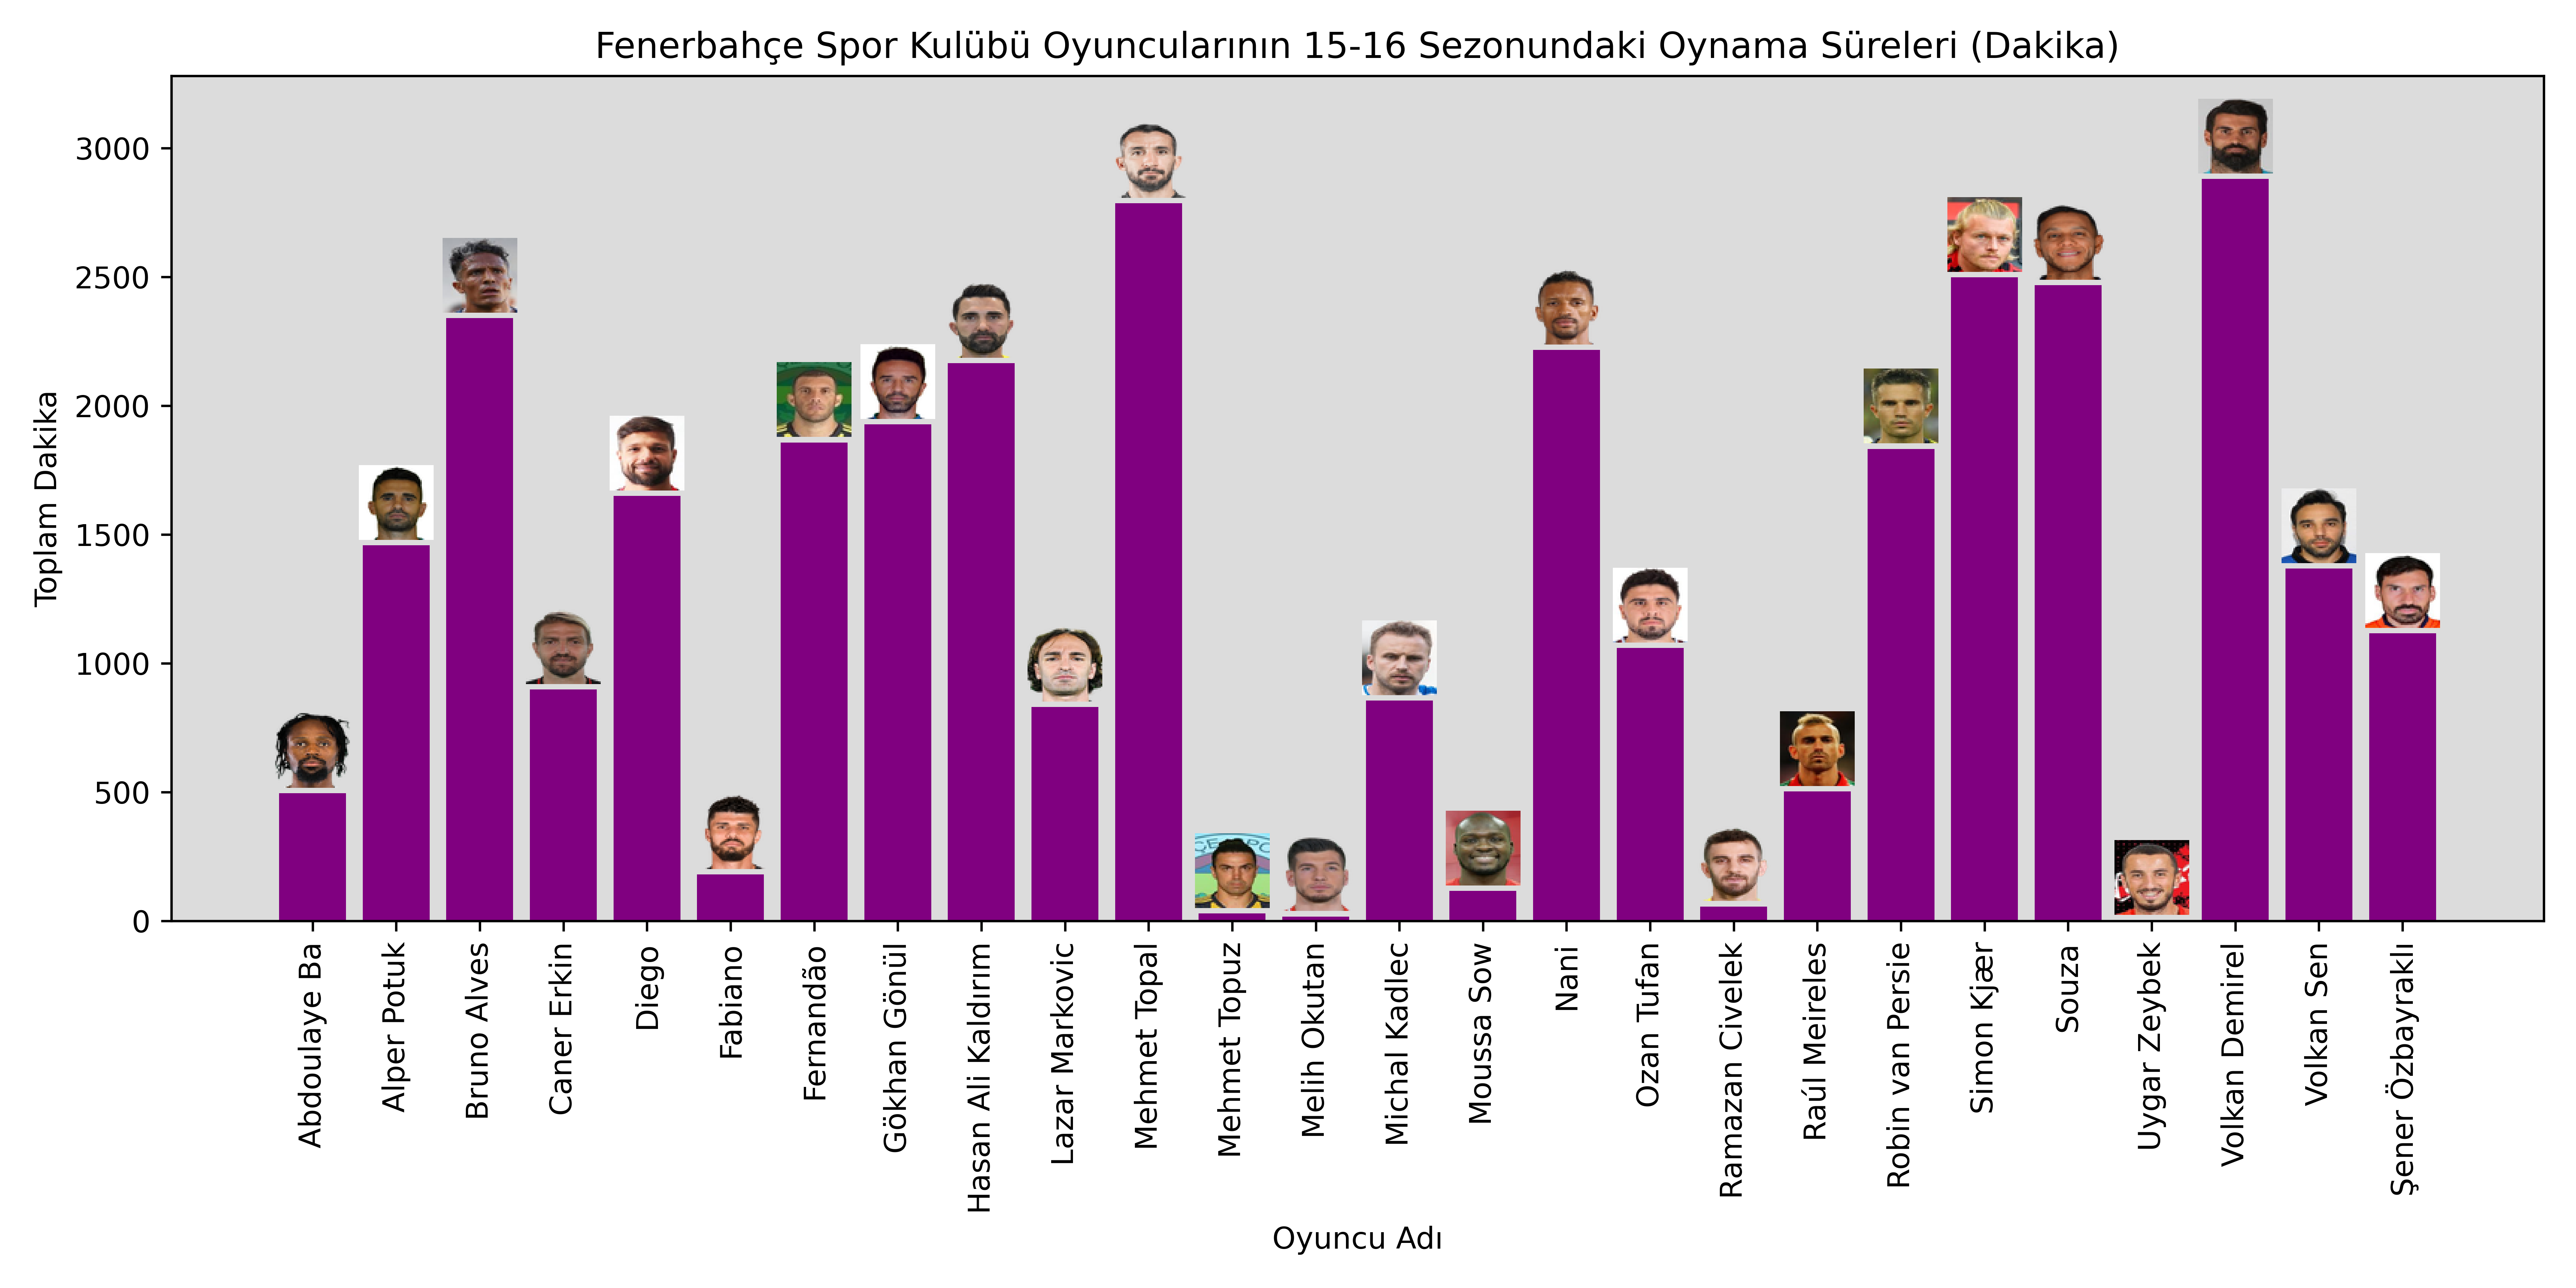 Fenerbahçe Spor Kulübü Oyuncularının 15-16 Sezonundaki Oynama Süreleri (Dakika)
Toplam Dakika
3000
2500
2000
1500
1000
500
0
Abdoulaye Ba
Alper Potuk
Bruno Alves
Caner Erkin
Diego
Fabiano
Fernandão
Gökhan Gönül
Hasan Ali Kaldırım
Lazar Markovic
Mehmet Topal
Mehmet Topuz
Melih Okutan
Michal Kadlec
Moussa Sow
Nani
Ozan Tufan
Ramazan Civelek
Raúl Meireles
Robin van Persie
Simon Kjær
Souza
Uygar Zeybek
Volkan Demirel
Volkan Sen
Şener Özbayraklı
Oyuncu Adı